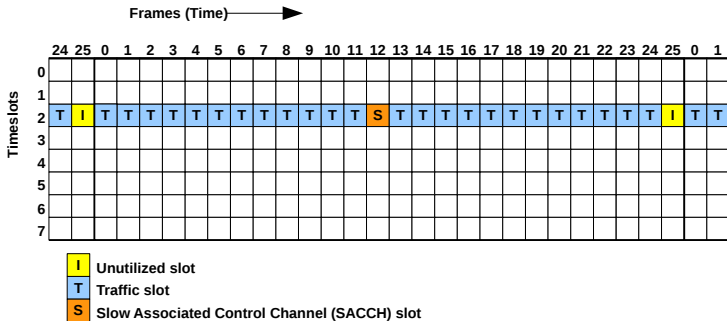 Frames (Time)
24 25 0 1 2 3 4 5 6 7 8 9 10 11 12 13 14 15 16 17 18 19 20 21 22 23 24 25 0 1
Timeslots
0
1
2 T I T T T T T T T T T T T T S T T T T T T T T T T T T I T T
3
4
5
6
7
I Unutilized slot
T Traffic slot
S Slow Associated Control Channel (SACCH) slot